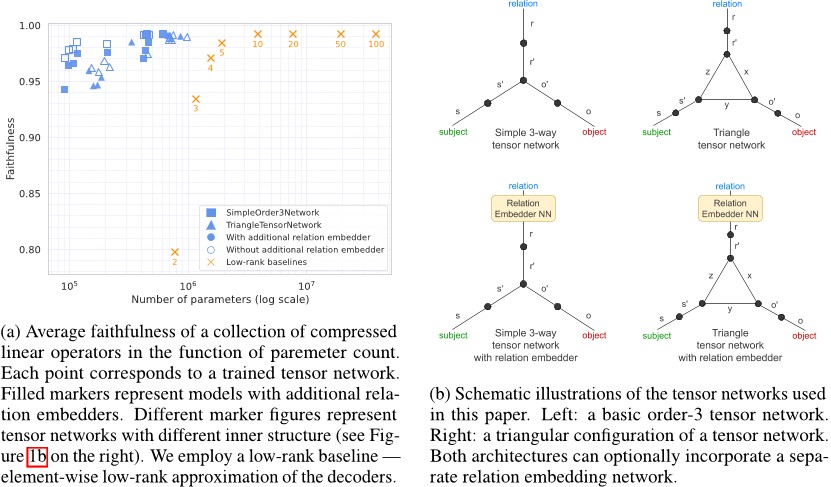 1.00
0.95
0.90
0.85
0.80
Faithfulness
10⁵
10⁶
10⁷
Number of parameters (log scale)
2
3
4
5
10
20
50
100
SimpleOrder3Network
TriangleTensorNetwork
With additional relation embedder
Without additional relation embedder
Low-rank baselines
(a) Average faithfulness of a collection of compressed
linear operators in the function of paremeter count.
Each point corresponds to a trained tensor network.
Filled markers represent models with additional rela-
tion embedders. Different marker figures represent
tensor networks with different inner structure (see Fig-
ure 1b on the right). We employ a low-rank baseline —
element-wise low-rank approximation of the decoders.
relation
r
r'
s'
o'
s
o
subject
object
Simple 3-way
tensor network
relation
r
r'
z
x
s'
o'
s
y
o
subject
object
Triangle
tensor network
relation
Relation
Embedder NN
r
r'
s'
o'
s
o
subject
object
Simple 3-way
tensor network
with relation embedder
relation
Relation
Embedder NN
r
r'
z
x
s'
o'
s
y
o
subject
object
Triangle
tensor network
with relation embedder
(b) Schematic illustrations of the tensor networks used
in this paper. Left: a basic order-3 tensor network.
Right: a triangular configuration of a tensor network.
Both architectures can optionally incorporate a sepa-
rate relation embedding network.